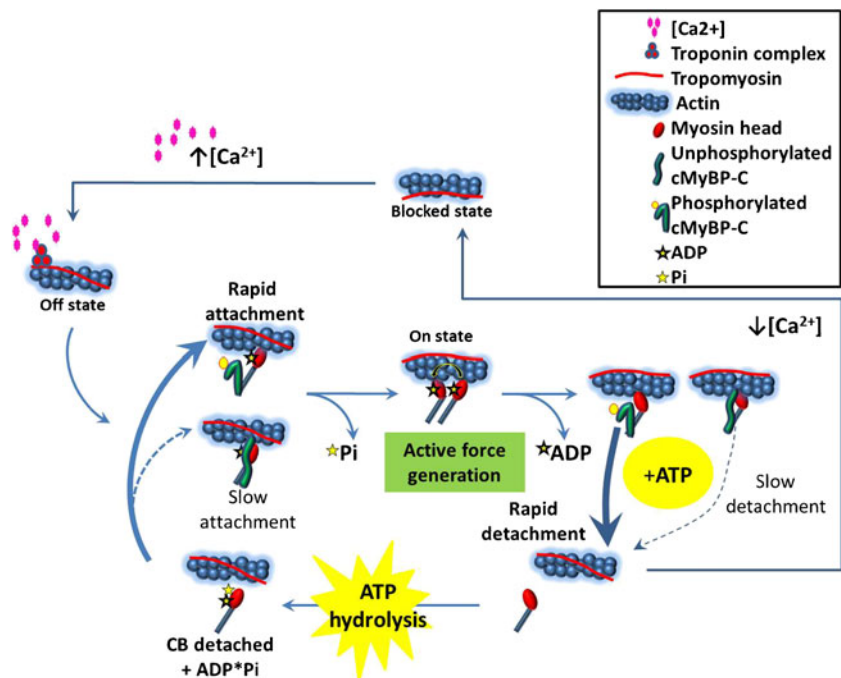 [Ca2+]
Troponin complex
Tropomyosin
Actin
Myosin head
Unphosphorylated
cMyBP-C
Phosphorylated
cMyBP-C
ADP
Pi
↑[Ca²⁺]
Blocked state
Off state
Rapid
attachment
On state
↓[Ca²⁺]
Pi
Active force
generation
ADP
+ATP
Slow
detachment
Slow
attachment
Rapid
detachment
ATP
hydrolysis
CB detached
+ ADP*Pi